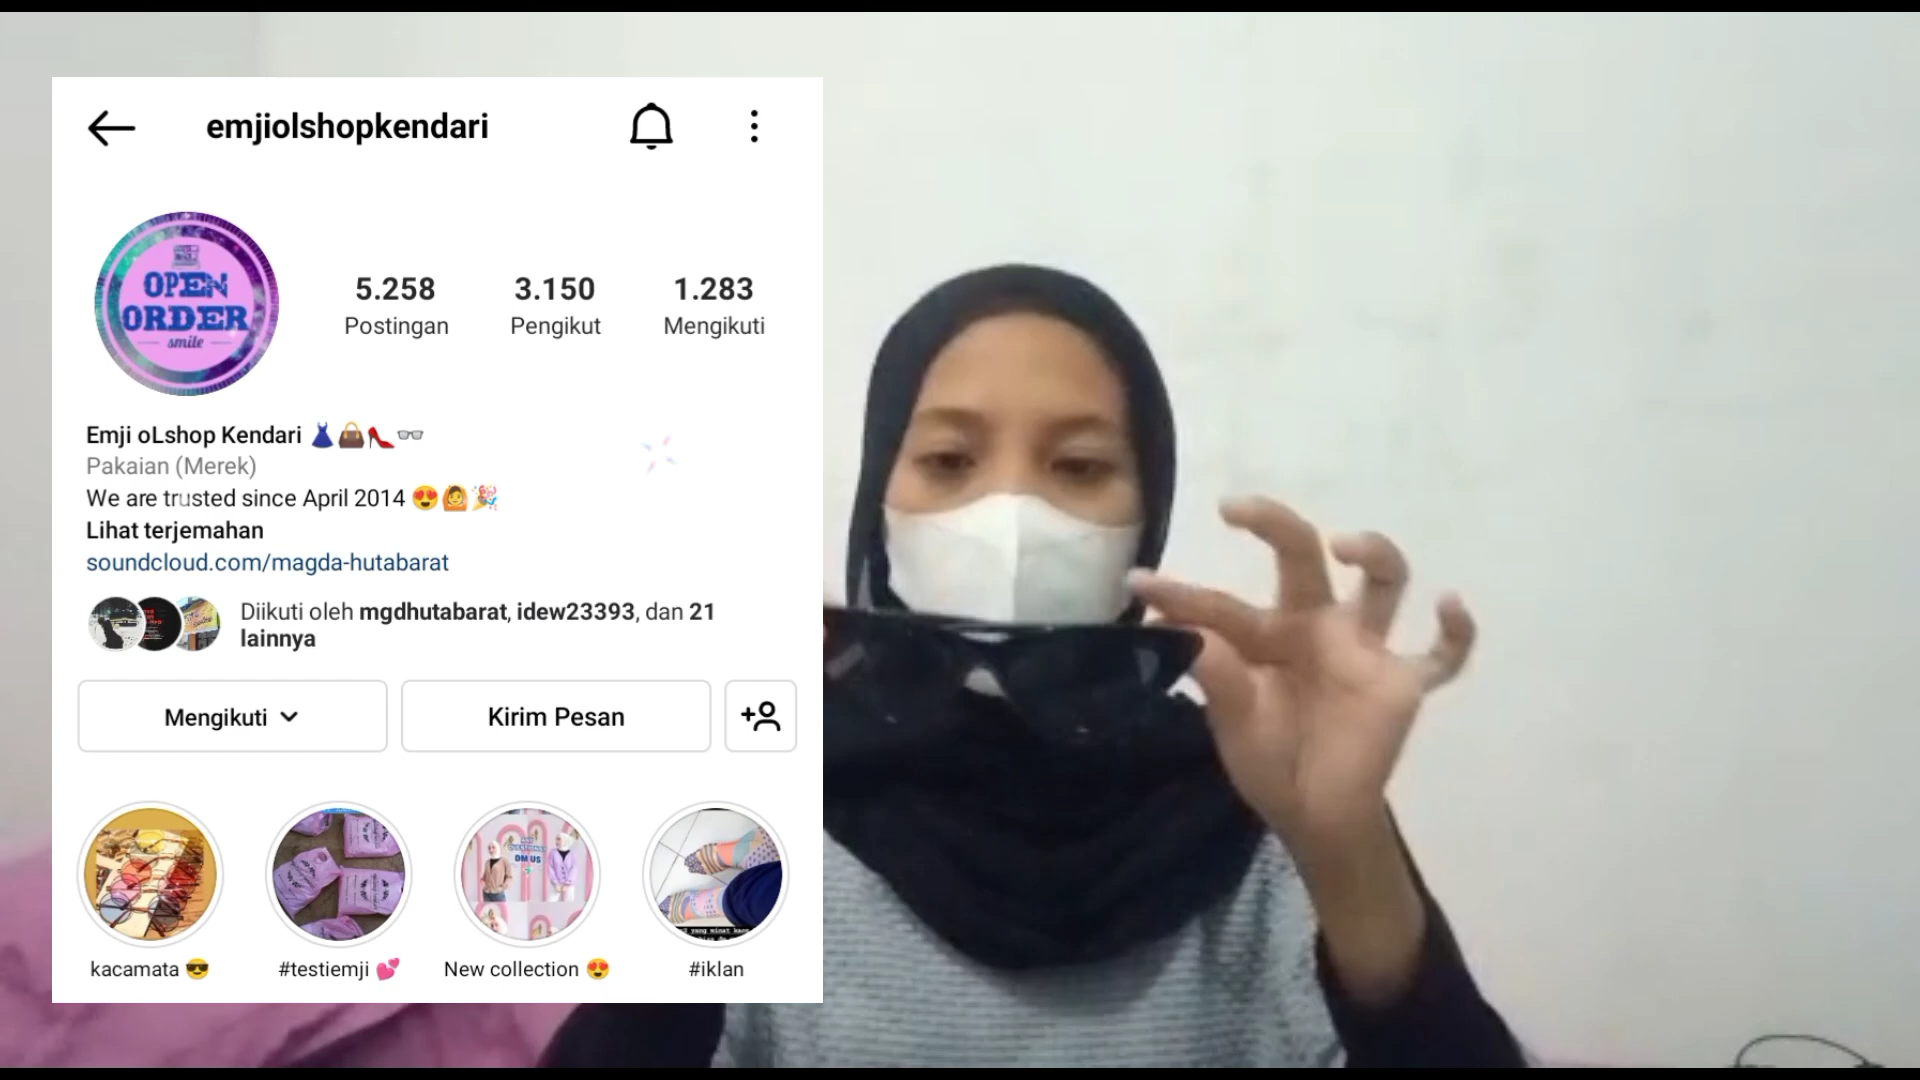 emjiolshopkendari
OPEN
ORDER
smile
5.258
Postingan
3.150
Pengikut
1.283
Mengikuti
Emji oLshop Kendari 👗👜👠👓
Pakaian (Merek)
We are trusted since April 2014 😍🙆🎉
Lihat terjemahan
soundcloud.com/magda-hutabarat
Diikuti oleh mgdhutabarat, idew23393, dan 21
lainnya
Mengikuti
Kirim Pesan
DM US
kacamata 😎
#testiemji 💕
New collection 😍
#iklan